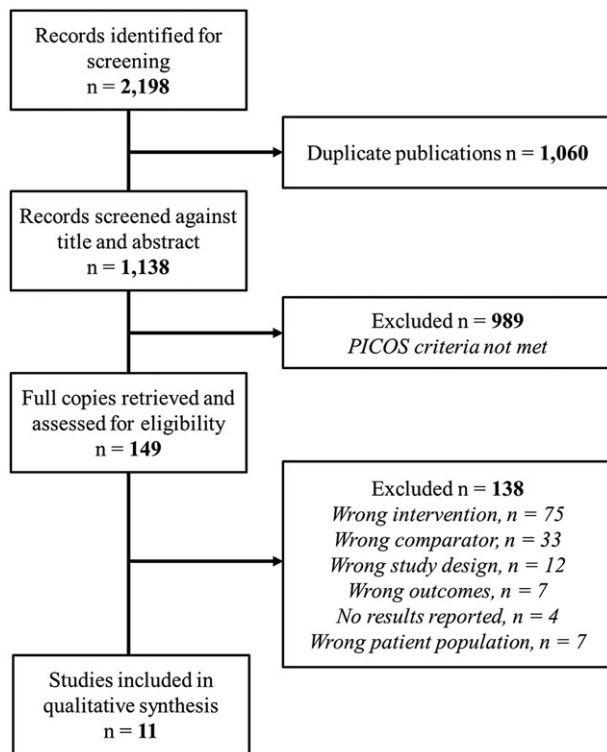 Records identified for
screening
n = 2,198
Duplicate publications n = 1,060
Records screened against
title and abstract
n = 1,138
Excluded n = 989
PICOS criteria not met
Full copies retrieved and
assessed for eligibility
n = 149
Excluded n = 138
Wrong intervention, n = 75
Wrong comparator, n = 33
Wrong study design, n = 12
Wrong outcomes, n = 7
No results reported, n = 4
Wrong patient population, n = 7
Studies included in
qualitative synthesis
n = 11